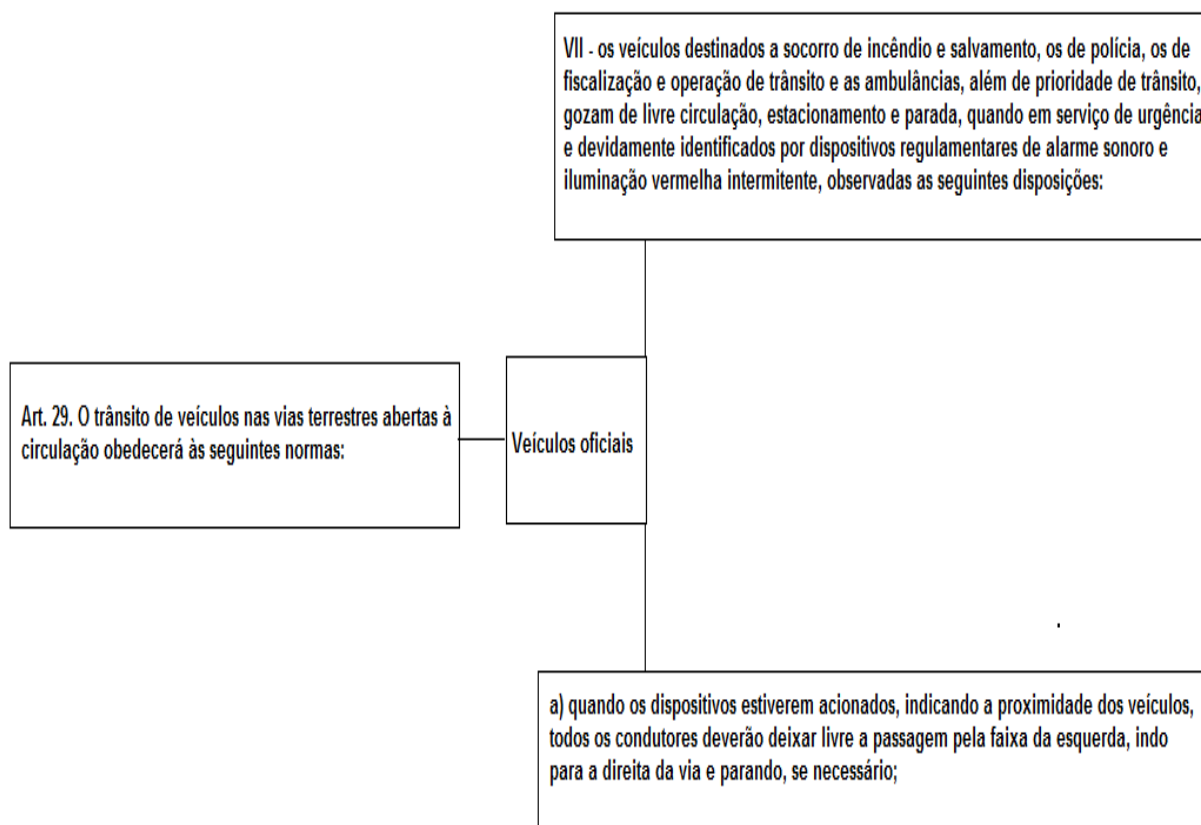 VII - os veículos destinados a socorro de incêndio e salvamento, os de polícia, os de
fiscalização e operação de trânsito e as ambulâncias, além de prioridade de trânsito,
gozam de livre circulação, estacionamento e parada, quando em serviço de urgência
e devidamente identificados por dispositivos regulamentares de alarme sonoro e
iluminação vermelha intermitente, observadas as seguintes disposições:
Art. 29. O trânsito de veículos nas vias terrestres abertas à
circulação obedecerá às seguintes normas:
Veículos oficiais
a) quando os dispositivos estiverem acionados, indicando a proximidade dos veículos,
todos os condutores deverão deixar livre a passagem pela faixa da esquerda, indo
para a direita da via e parando, se necessário;